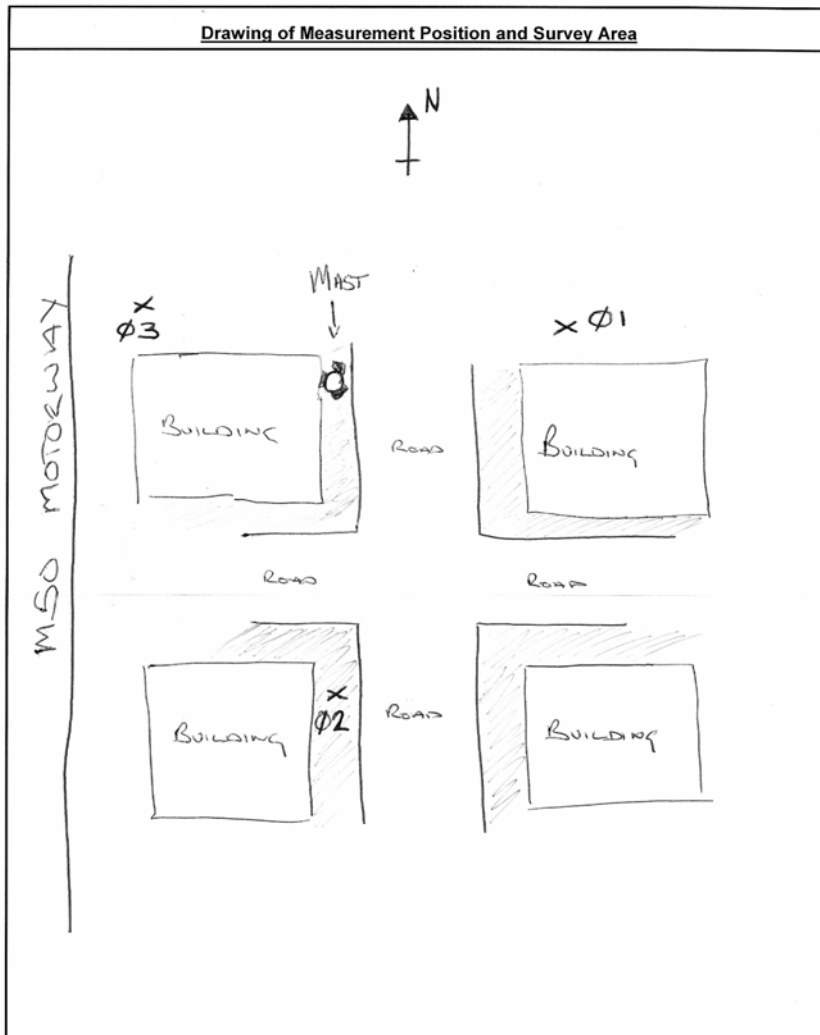 Drawing of Measurement Position and Survey Area
N
MAST
M50 MOTORWAY
X
Ø3
X Ø1
BUILDING
ROAD
BUILDING
ROAD
ROAD
X
Ø2
BUILDING
ROAD
BUILDING